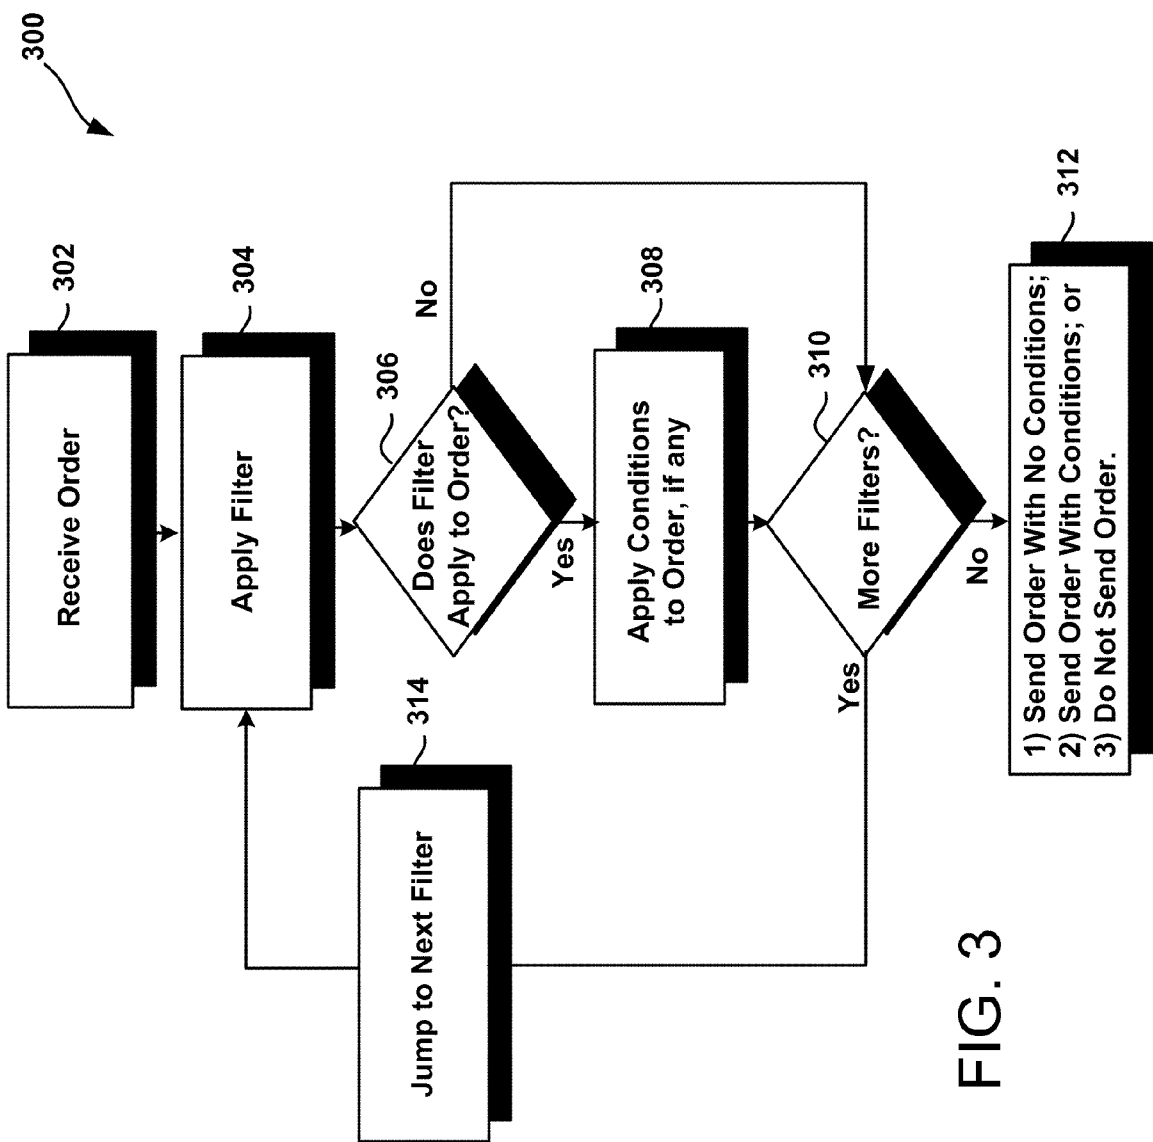 300
302
Receive Order
304
Apply Filter
306
Does Filter
Apply to Order?
No
Yes
308
Apply Conditions
to Order, if any
310
More Filters?
Yes
No
314
Jump to Next Filter
312
1) Send Order With No Conditions;
2) Send Order With Conditions; or
3) Do Not Send Order.
FIG. 3